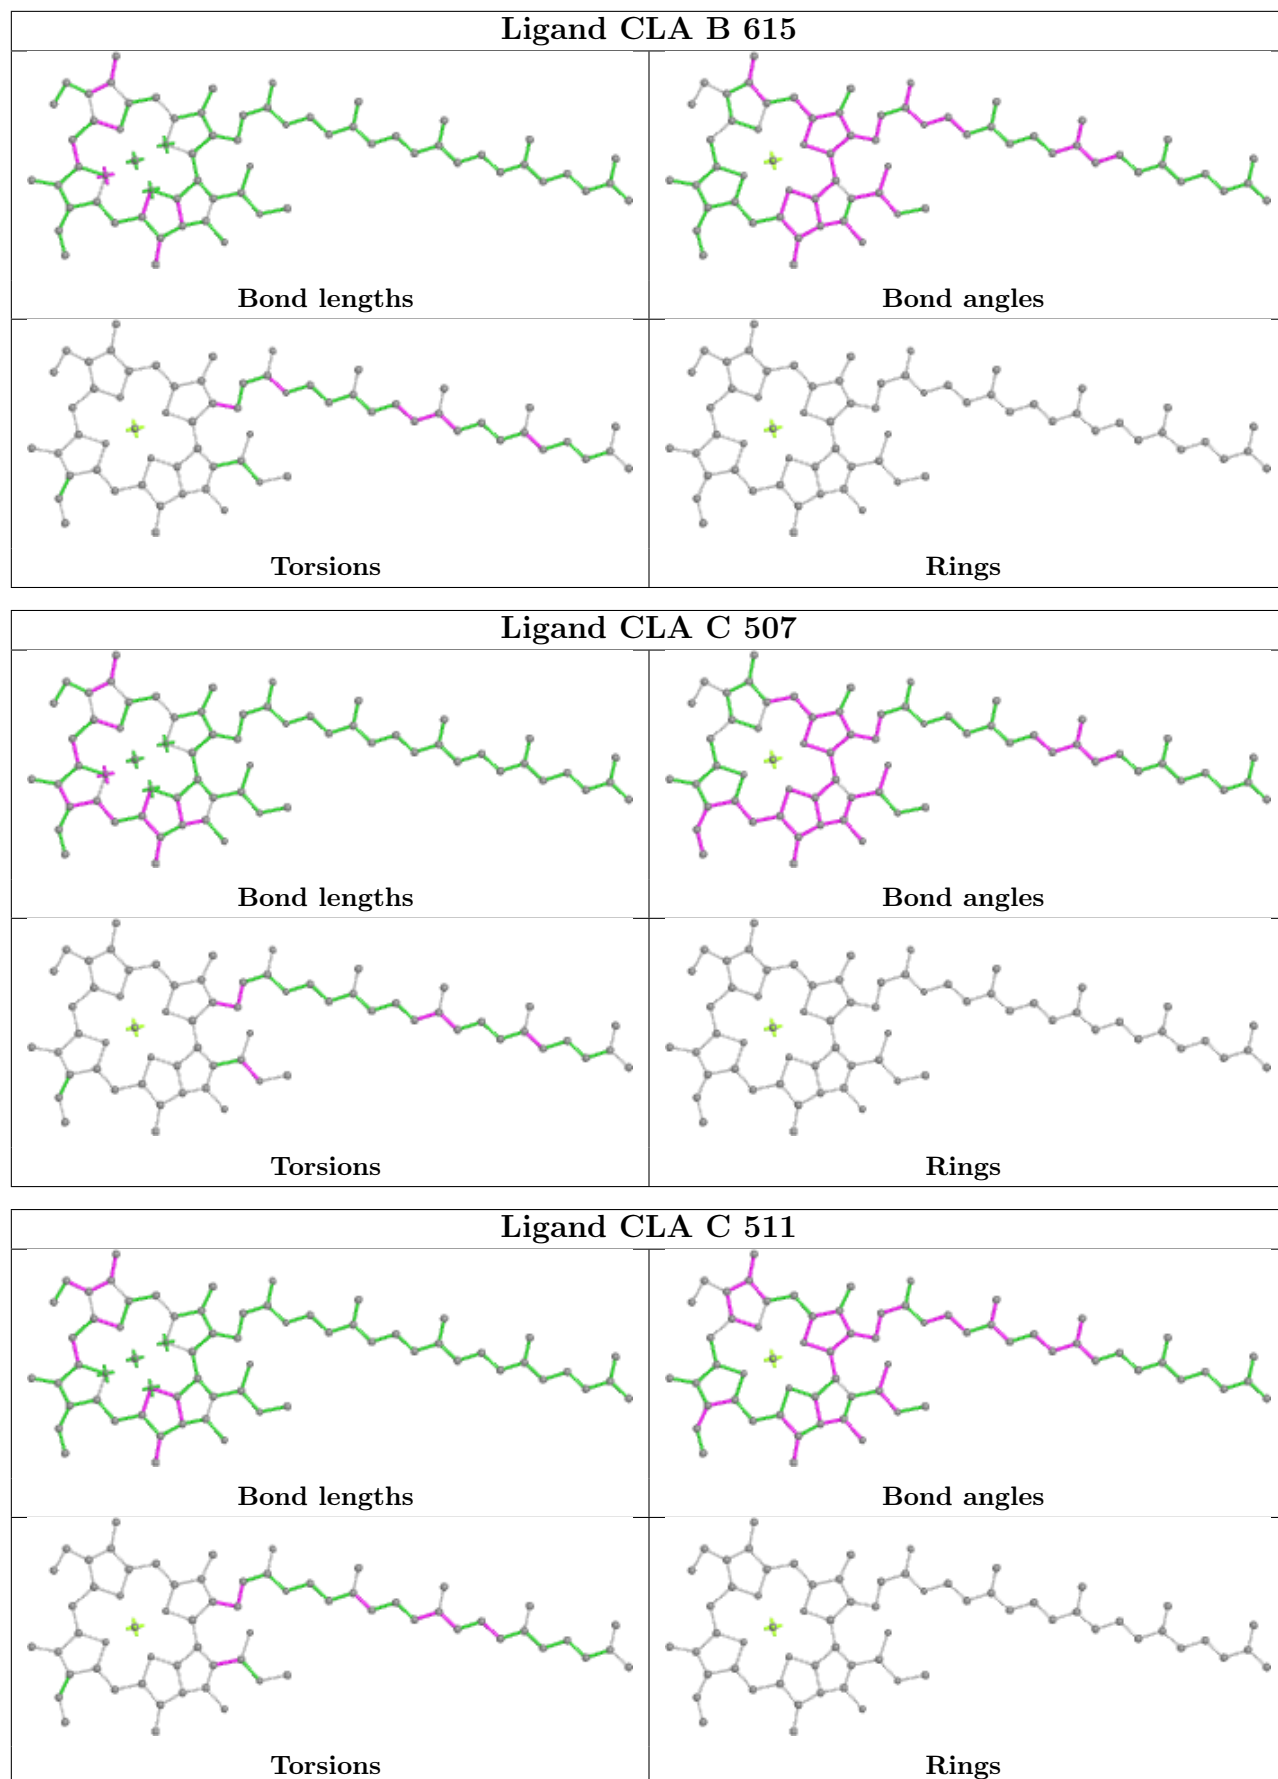 Ligand CLA B 615
Bond lengths
Bond angles
Torsions
Rings
Ligand CLA C 507
Bond lengths
Bond angles
Torsions
Rings
Ligand CLA C 511
Bond lengths
Bond angles
Torsions
Rings